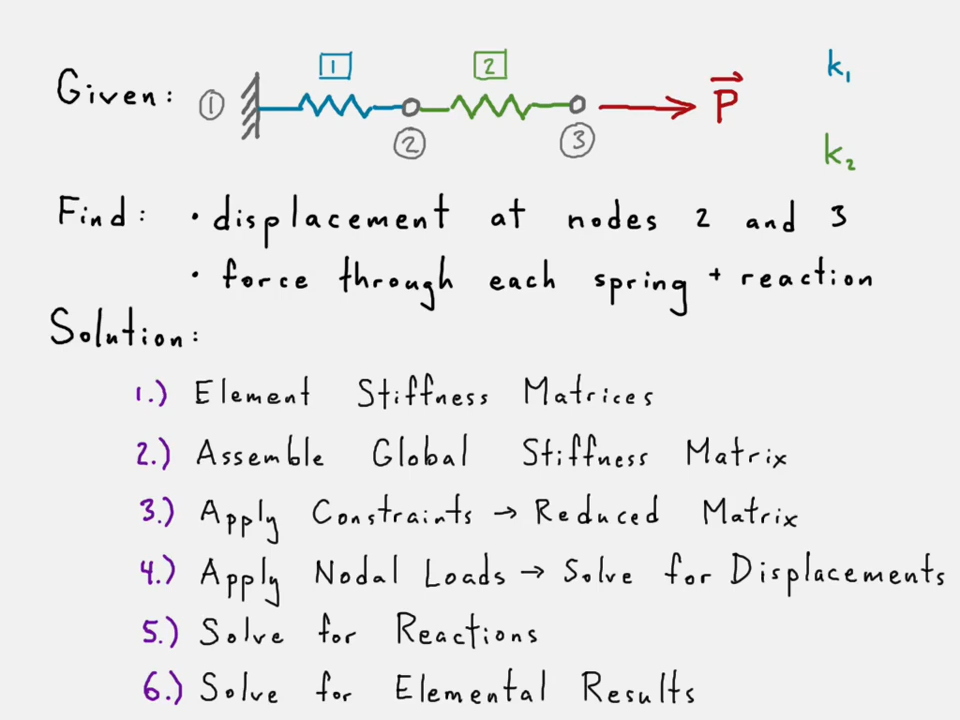 Given: ① 1 ② 2 ③ P⃗ k₁
k₂
Find: • displacement at nodes 2 and 3
• force through each spring + reaction
Solution:
1.) Element Stiffness Matrices
2.) Assemble Global Stiffness Matrix
3.) Apply Constraints → Reduced Matrix
4.) Apply Nodal Loads → Solve for Displacements
5.) Solve for Reactions
6.) Solve for Elemental Results